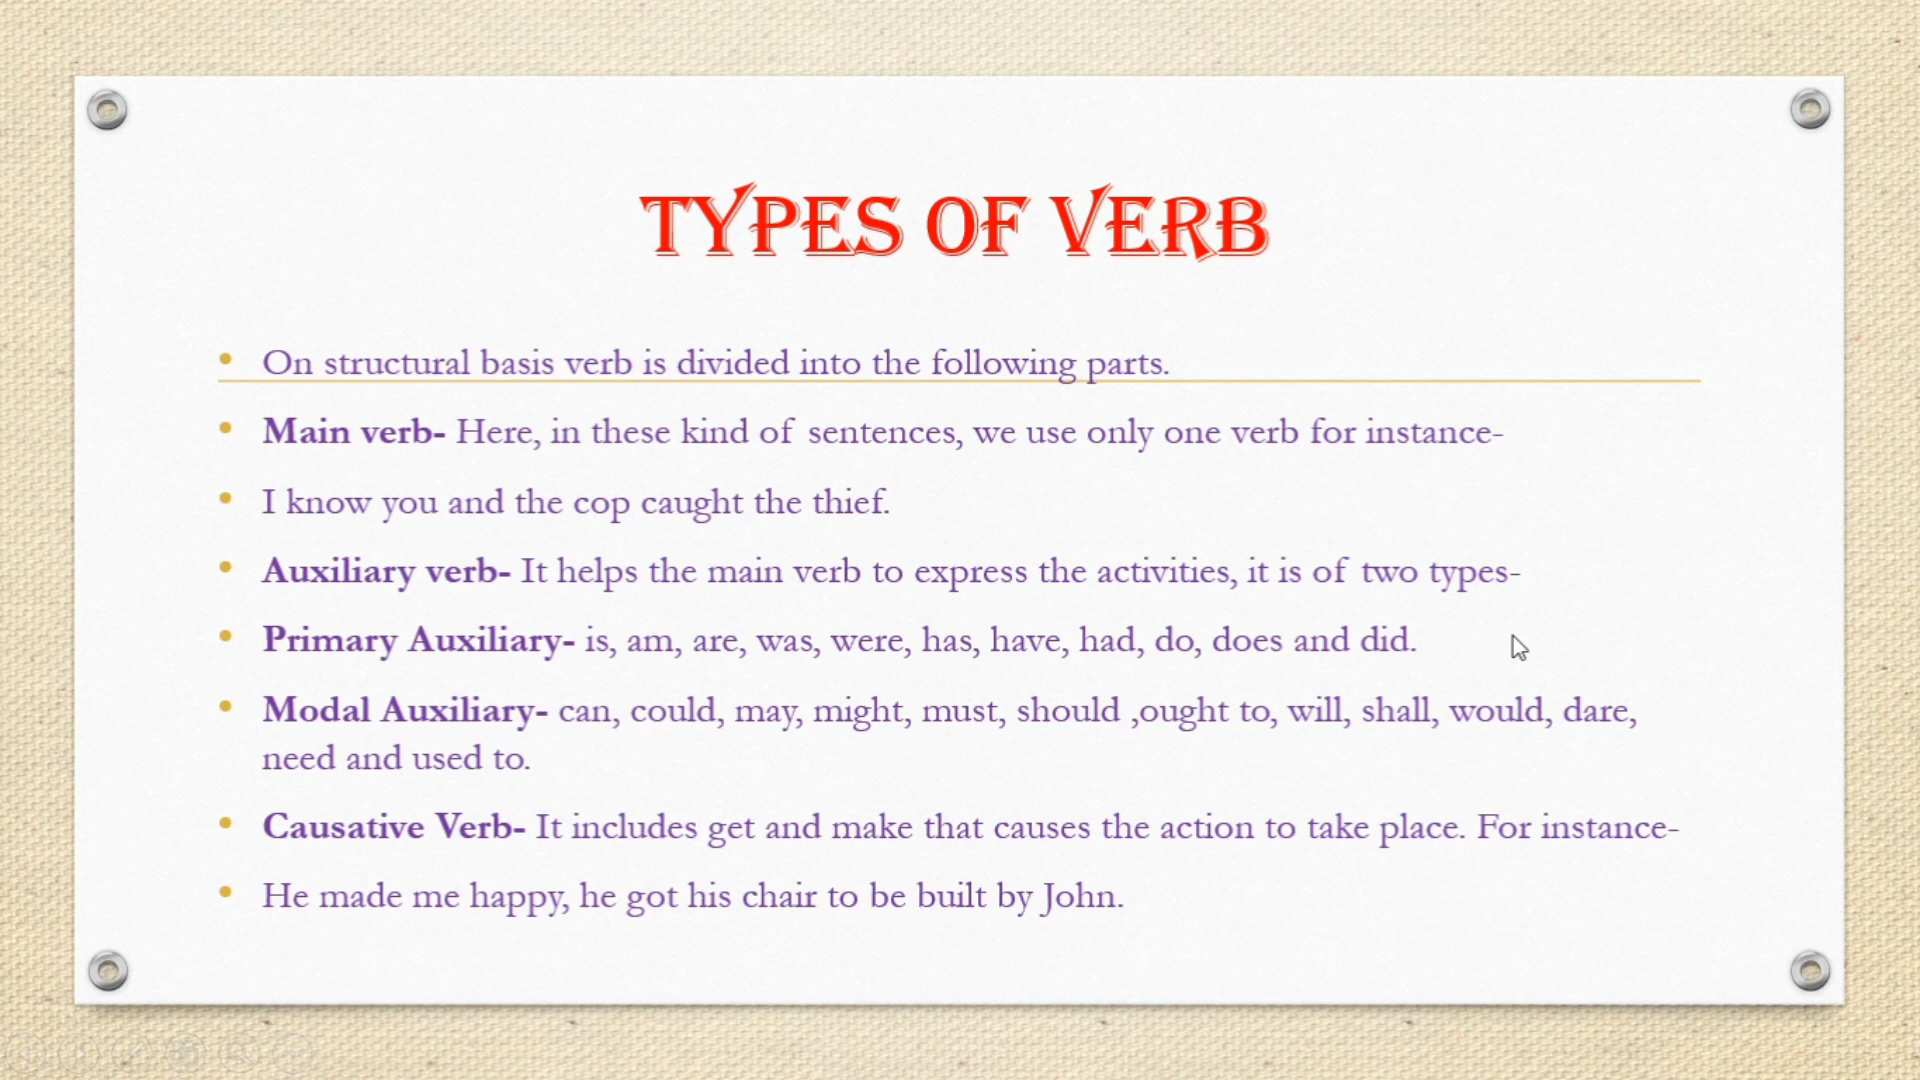 TYPES OF VERB
• On structural basis verb is divided into the following parts.
• Main verb- Here, in these kind of sentences, we use only one verb for instance-
• I know you and the cop caught the thief.
• Auxiliary verb- It helps the main verb to express the activities, it is of two types-
• Primary Auxiliary- is, am, are, was, were, has, have, had, do, does and did.
• Modal Auxiliary- can, could, may, might, must, should ,ought to, will, shall, would, dare,
need and used to.
• Causative Verb- It includes get and make that causes the action to take place. For instance-
• He made me happy, he got his chair to be built by John.